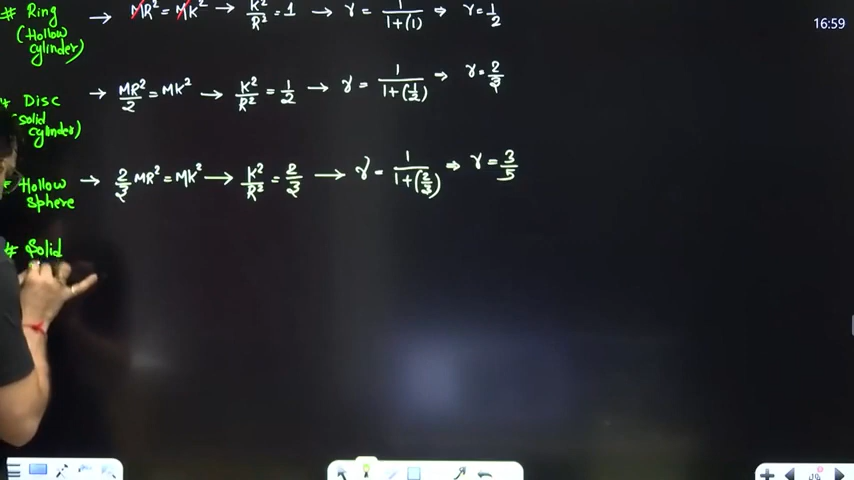 16:59
# Ring → MR² = MK² → K²/R² = 1 → γ = 1/1+(1) ⇒ γ = 1/2
(Hollow
cylinder)
Disc → MR²/2 = MK² → K²/R² = 1/2 → γ = 1/1+(1/2) ⇒ γ = 2/3
(solid
cylinder)
Hollow → 2/3 MR² = MK² → K²/R² = 2/3 → γ = 1/1+(2/3) ⇒ γ = 3/5
sphere
# Solid